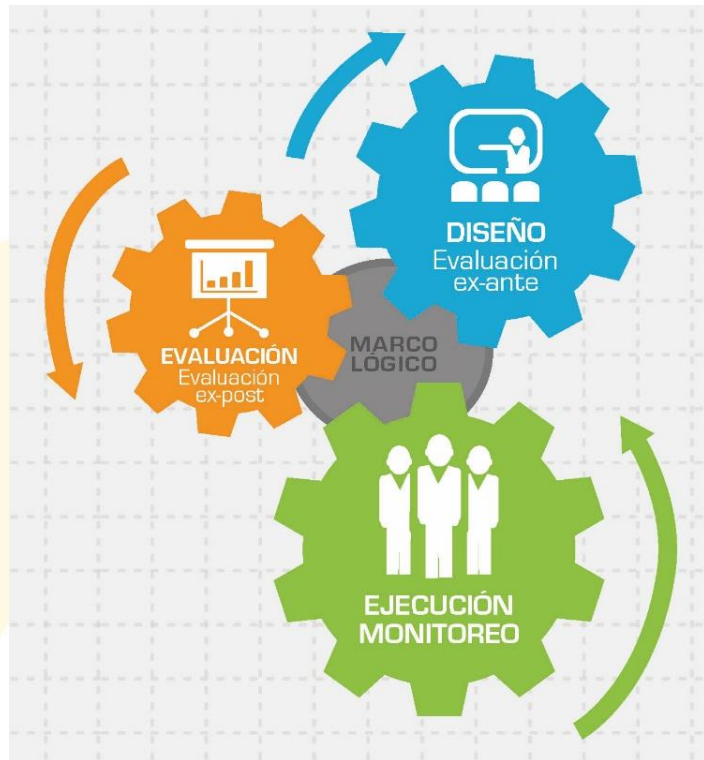 DISEÑO
Evaluación
ex-ante
EVALUACIÓN
Evaluación
ex-post
MARCO
LÓGICO
EJECUCIÓN
MONITOREO